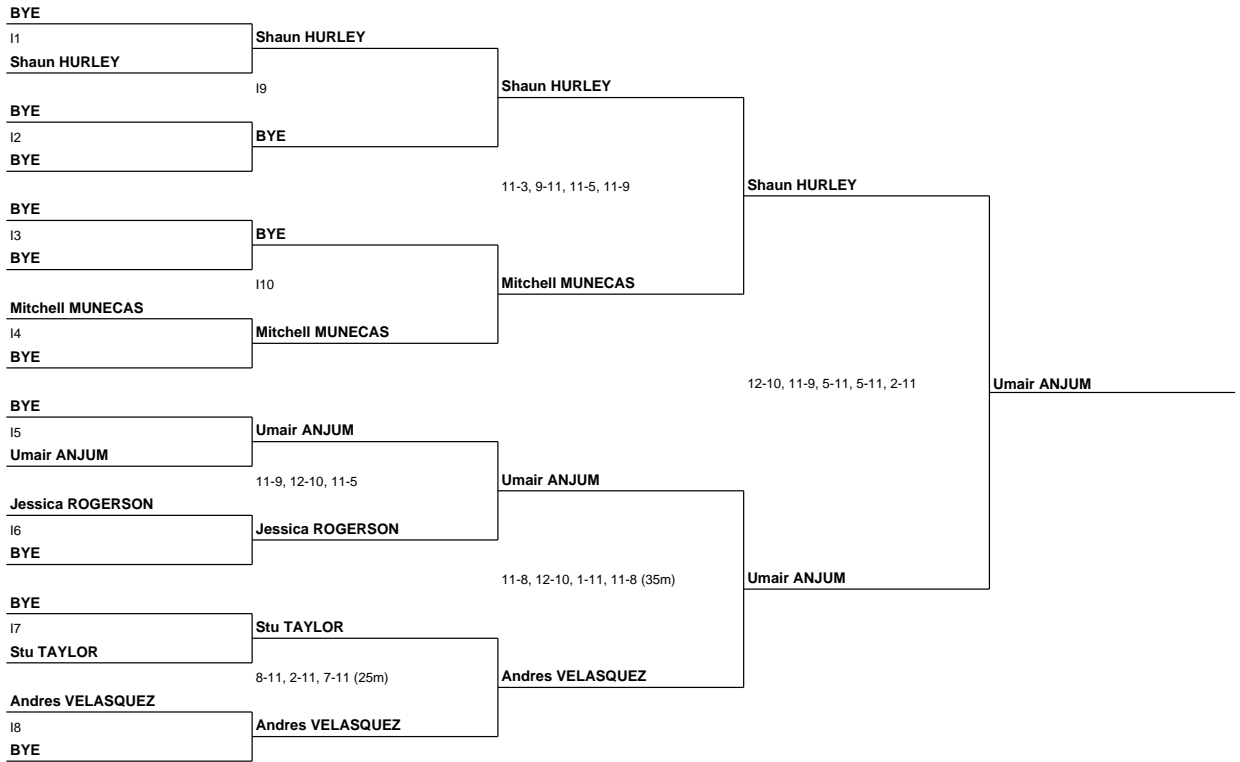 BYE
I1
Shaun HURLEY
BYE
I2
BYE
BYE
I3
BYE
Mitchell MUNECAS
I4
BYE
BYE
I5
Umair ANJUM
Jessica ROGERSON
I6
BYE
BYE
I7
Stu TAYLOR
Andres VELASQUEZ
I8
BYE
Shaun HURLEY
I9
BYE
BYE
I10
Mitchell MUNECAS
Umair ANJUM
11-9, 12-10, 11-5
Jessica ROGERSON
Stu TAYLOR
8-11, 2-11, 7-11 (25m)
Andres VELASQUEZ
Shaun HURLEY
11-3, 9-11, 11-5, 11-9
Mitchell MUNECAS
Umair ANJUM
11-8, 12-10, 1-11, 11-8 (35m)
Andres VELASQUEZ
Shaun HURLEY
12-10, 11-9, 5-11, 5-11, 2-11
Umair ANJUM
Umair ANJUM